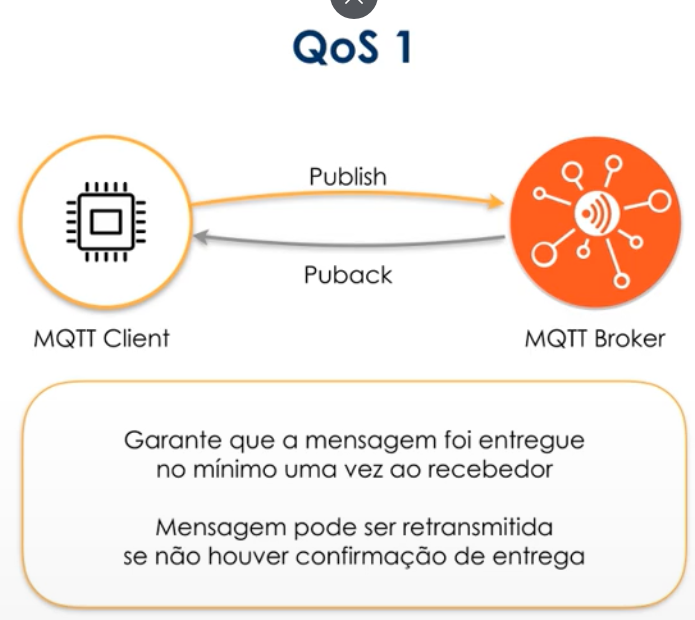 QoS 1
Publish
Puback
MQTT Client
MQTT Broker
Garante que a mensagem foi entregue
no mínimo uma vez ao recebedor
Mensagem pode ser retransmitida
se não houver confirmação de entrega